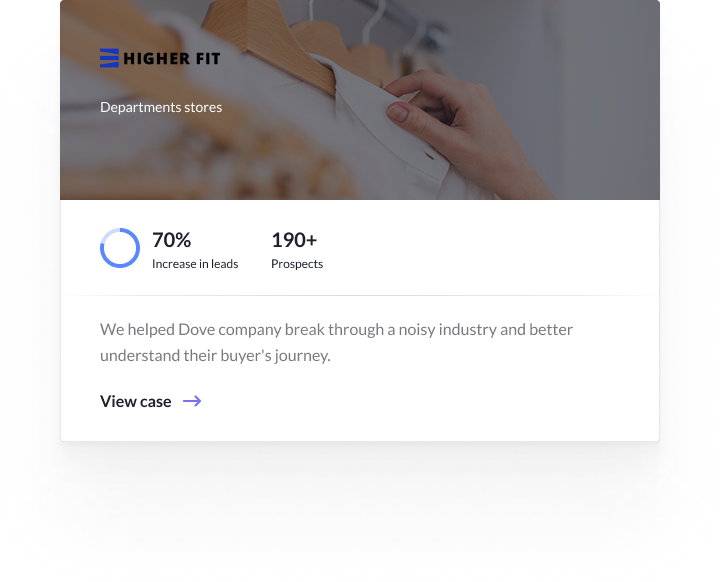 HIGHER FIT
Departments stores
70%
Increase in leads
190+
Prospects
We helped Dove company break through a noisy industry and better
understand their buyer's journey.
View case